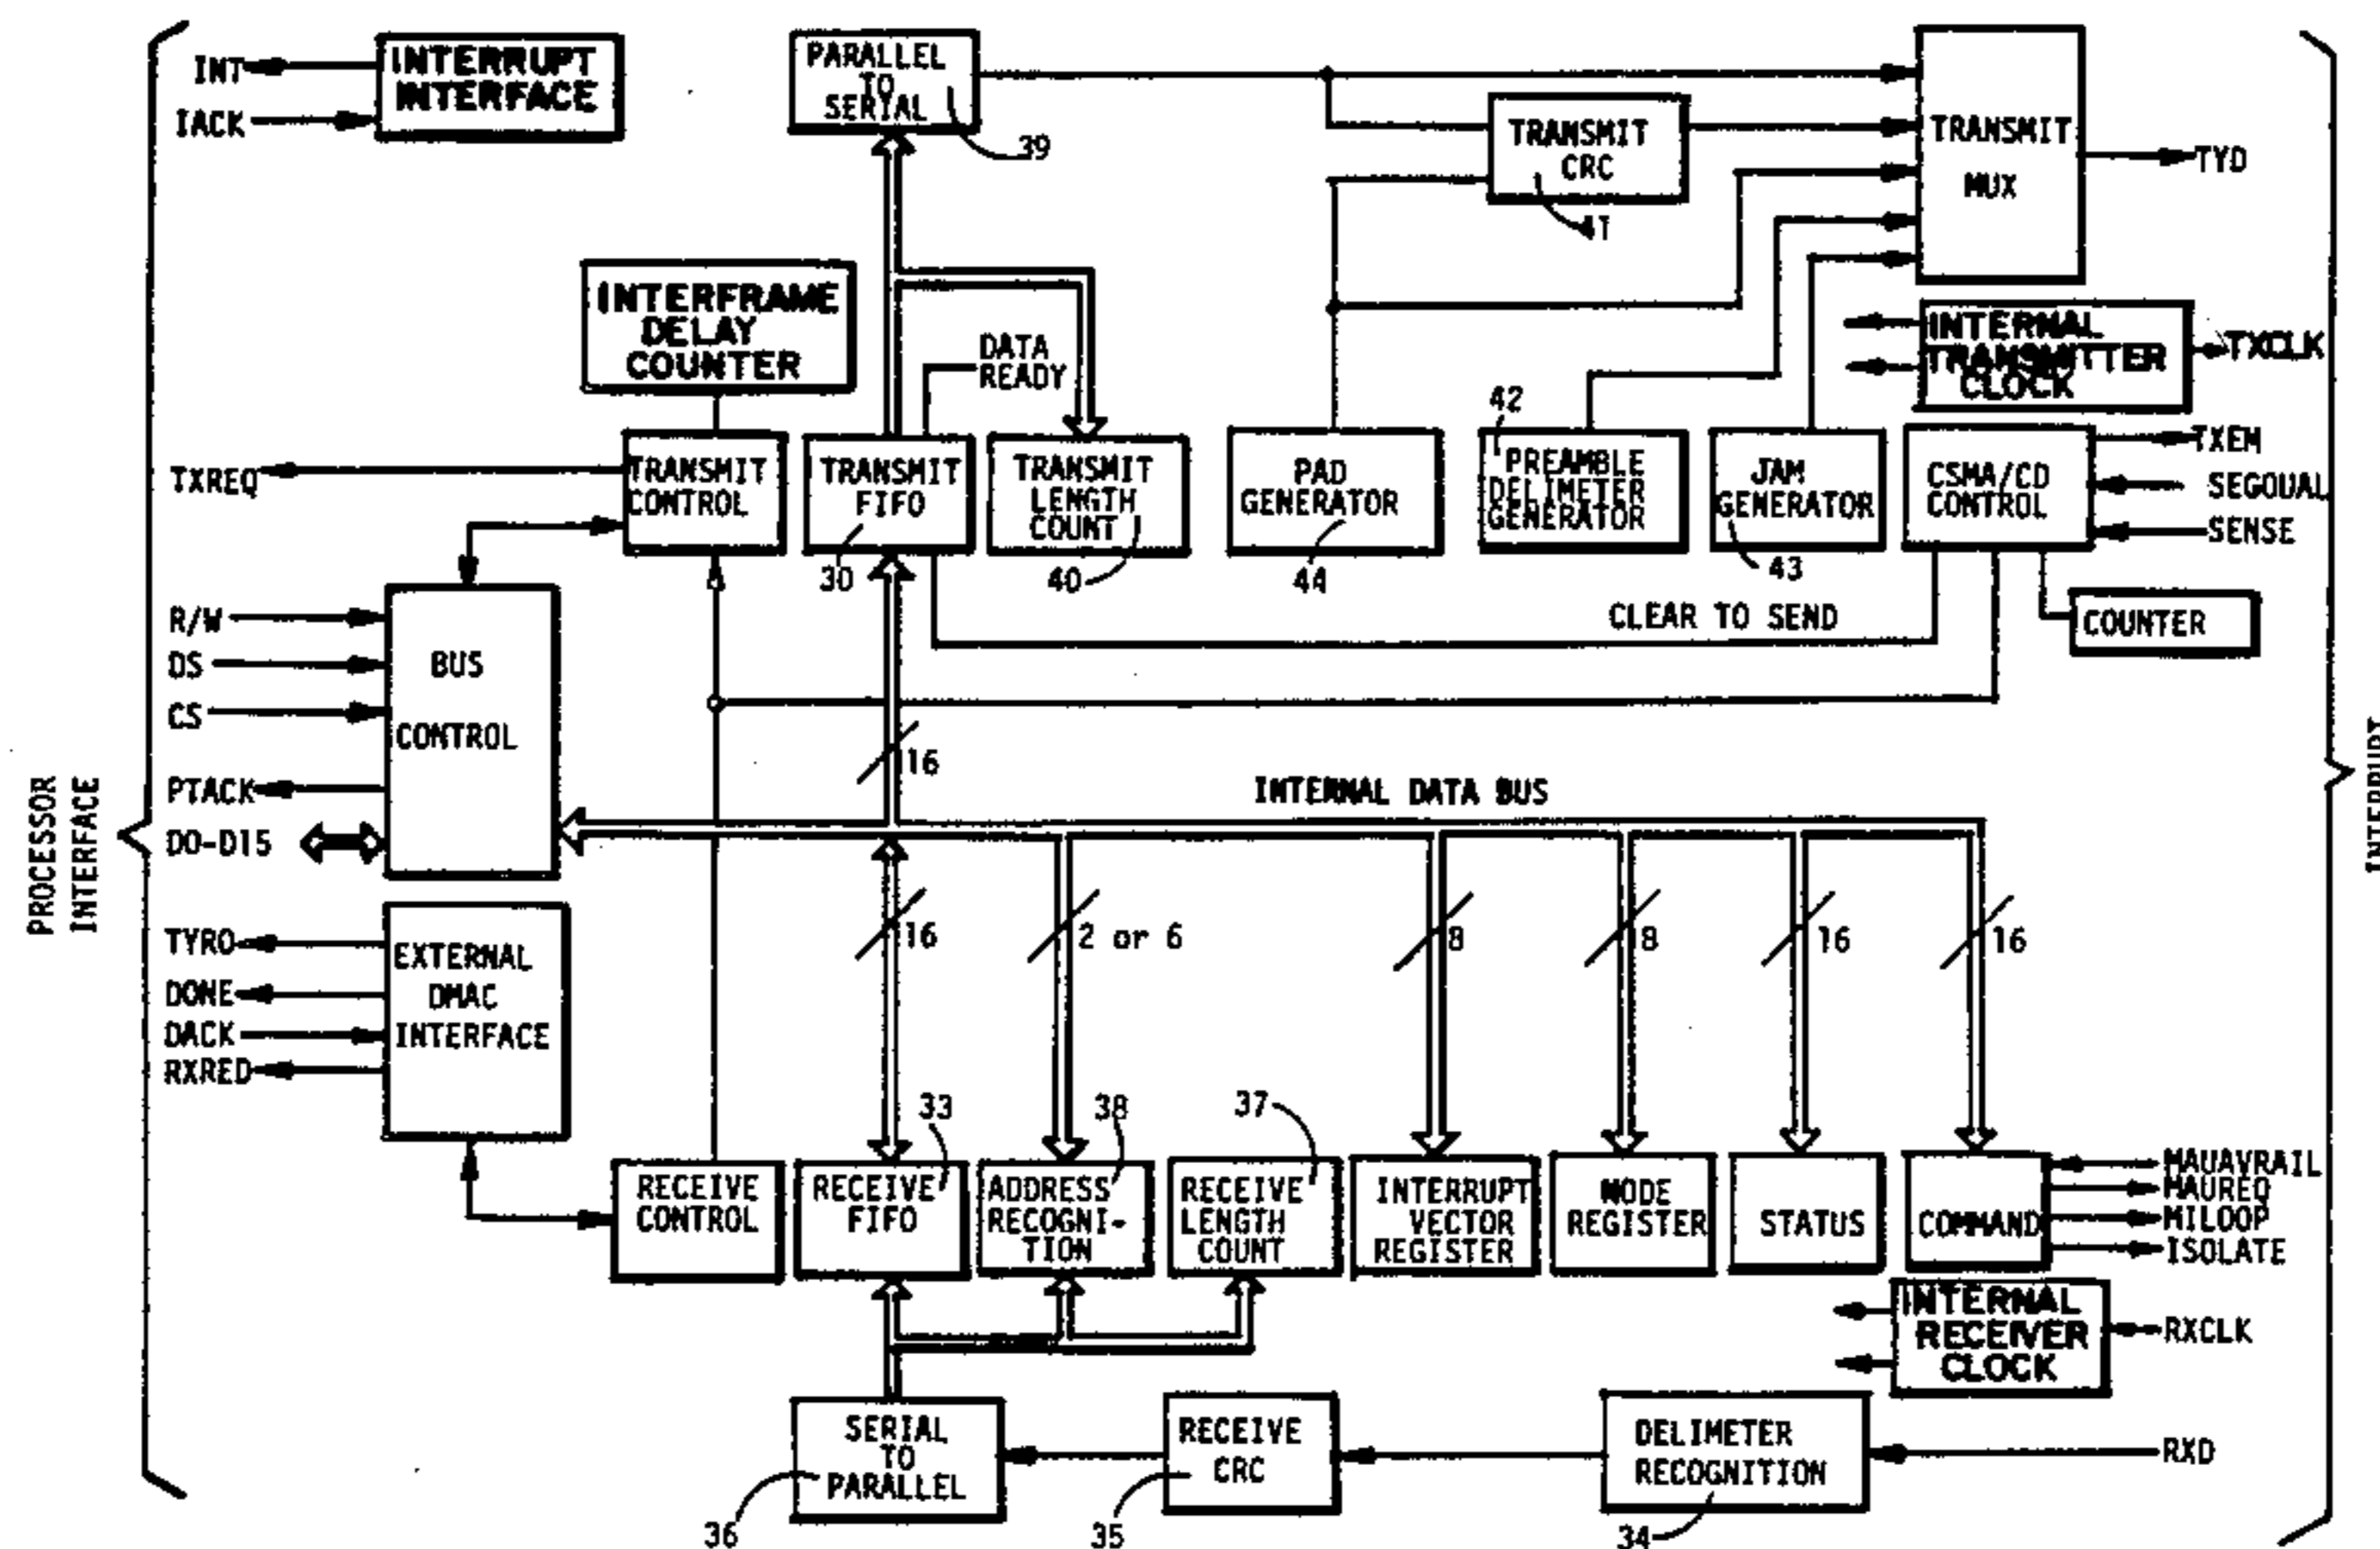 INT
IACK
INTERRUPT
INTERFACE
PARALLEL
TO
SERIAL
39
TRANSMIT
CRC
41
TRANSMIT
MUX
TYD
INTERFRAME
DELAY
COUNTER
DATA
READY
INTERNAL
TRANSMITTER
CLOCK
TXCLK
TXREQ
TRANSMIT
CONTROL
TRANSMIT
FIFO
30
TRANSMIT
LENGTH
COUNT
40
PAD
GENERATOR
44
42
PREAMBLE
DELIMETER
GENERATOR
JAM
GENERATOR
43
CSMA/CD
CONTROL
TXEM
SEGOUAL
SENSE
COUNTER
CLEAR TO SEND
R/W
DS
CS
PTACK
DO-D15
BUS
CONTROL
16
INTERNAL DATA BUS
PROCESSOR
INTERFACE
INTERRUPT
TYRO
DONE
DACK
RXRED
EXTERNAL
DMAC
INTERFACE
16
2 or 6
8
8
16
16
RECEIVE
CONTROL
33
RECEIVE
FIFO
38
ADDRESS
RECOGNI-
TION
37
RECEIVE
LENGTH
COUNT
INTERRUPT
VECTOR
REGISTER
MODE
REGISTER
STATUS
COMMAND
MAUAVRAIL
MAUREQ
MILOOP
ISOLATE
INTERNAL
RECEIVER
CLOCK
RXCLK
SERIAL
TO
PARALLEL
36
RECEIVE
CRC
35
DELIMETER
RECOGNITION
34
RXD